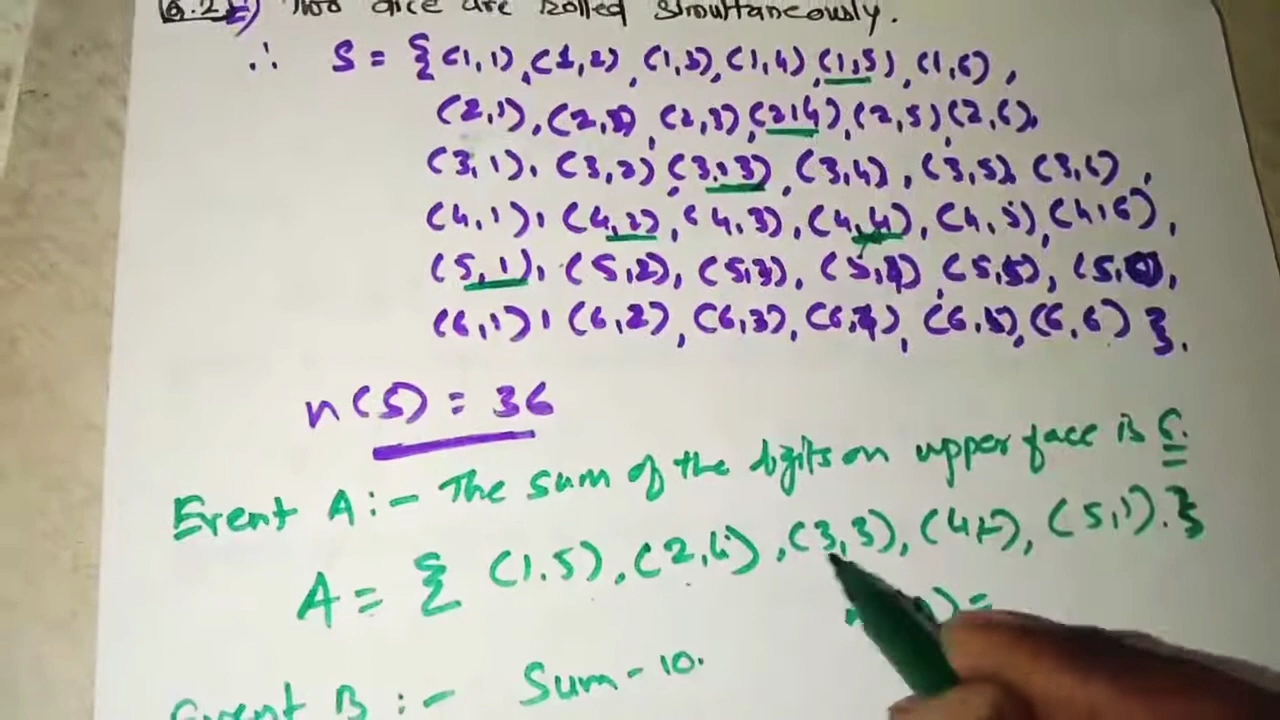 Q.2 => Two dice are rolled simultaneously.
∴ S = {(1,1), (1,2), (1,3), (1,4), (1,5), (1,6),
(2,1), (2,2), (2,3), (2,4), (2,5), (2,6),
(3,1), (3,2), (3,3), (3,4), (3,5), (3,6),
(4,1), (4,2), (4,3), (4,4), (4,5), (4,6),
(5,1), (5,2), (5,3), (5,4), (5,5), (5,6),
(6,1), (6,2), (6,3), (6,4), (6,5), (6,6) }.
n(S) = 36
Event A :- The sum of the digits on upper face is 6.
A = { (1,5), (2,4), (3,3), (4,2), (5,1). }
Event B :- Sum - 10.